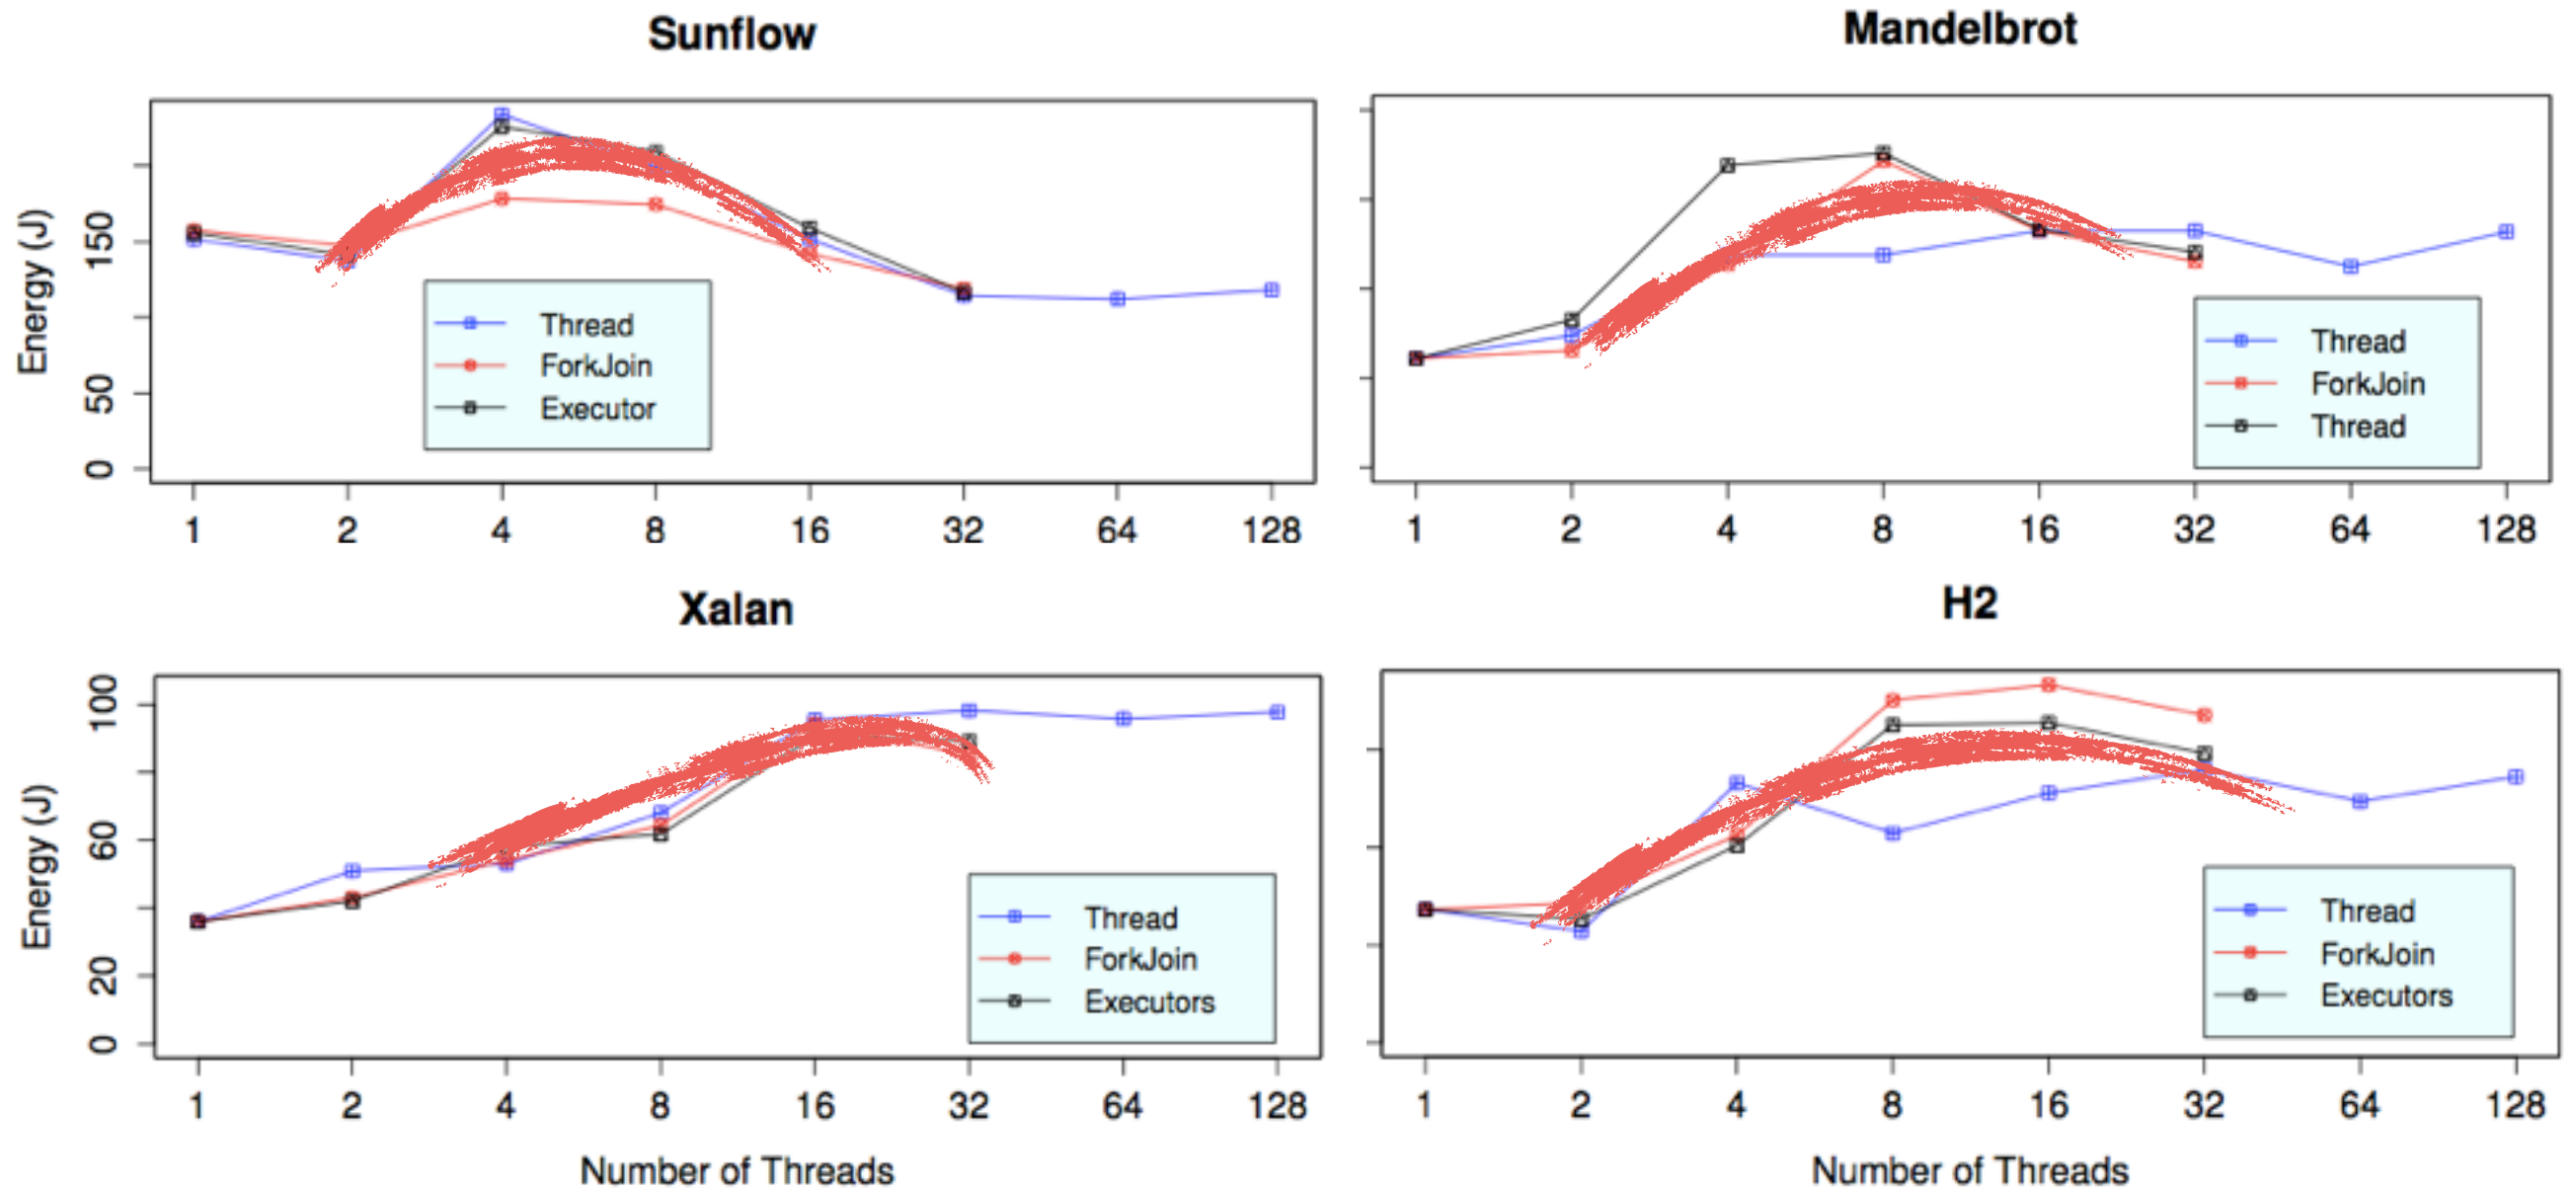 Sunflow
Energy (J)
150
50
0
Thread
ForkJoin
Executor
1 2 4 8 16 32 64 128
Mandelbrot
Thread
ForkJoin
Thread
1 2 4 8 16 32 64 128
Xalan
Energy (J)
100
60
20
0
Thread
ForkJoin
Executors
1 2 4 8 16 32 64 128
Number of Threads
H2
Thread
ForkJoin
Executors
1 2 4 8 16 32 64 128
Number of Threads